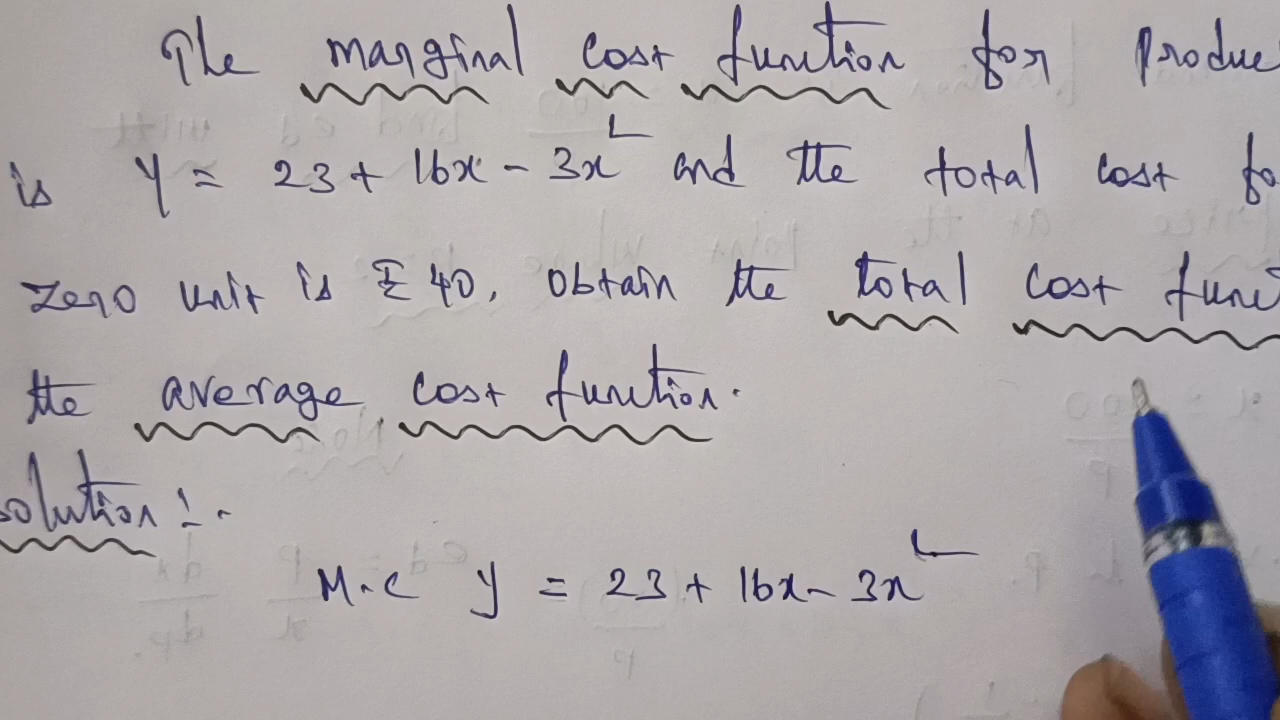 The marginal cost function for Produc
is y = 23 + 16x - 3x² and the total cost fo
zero unit is ₹ 40. Obtain the total cost funct
the average cost function.
solution :-
M.C y = 23 + 16x - 3x²